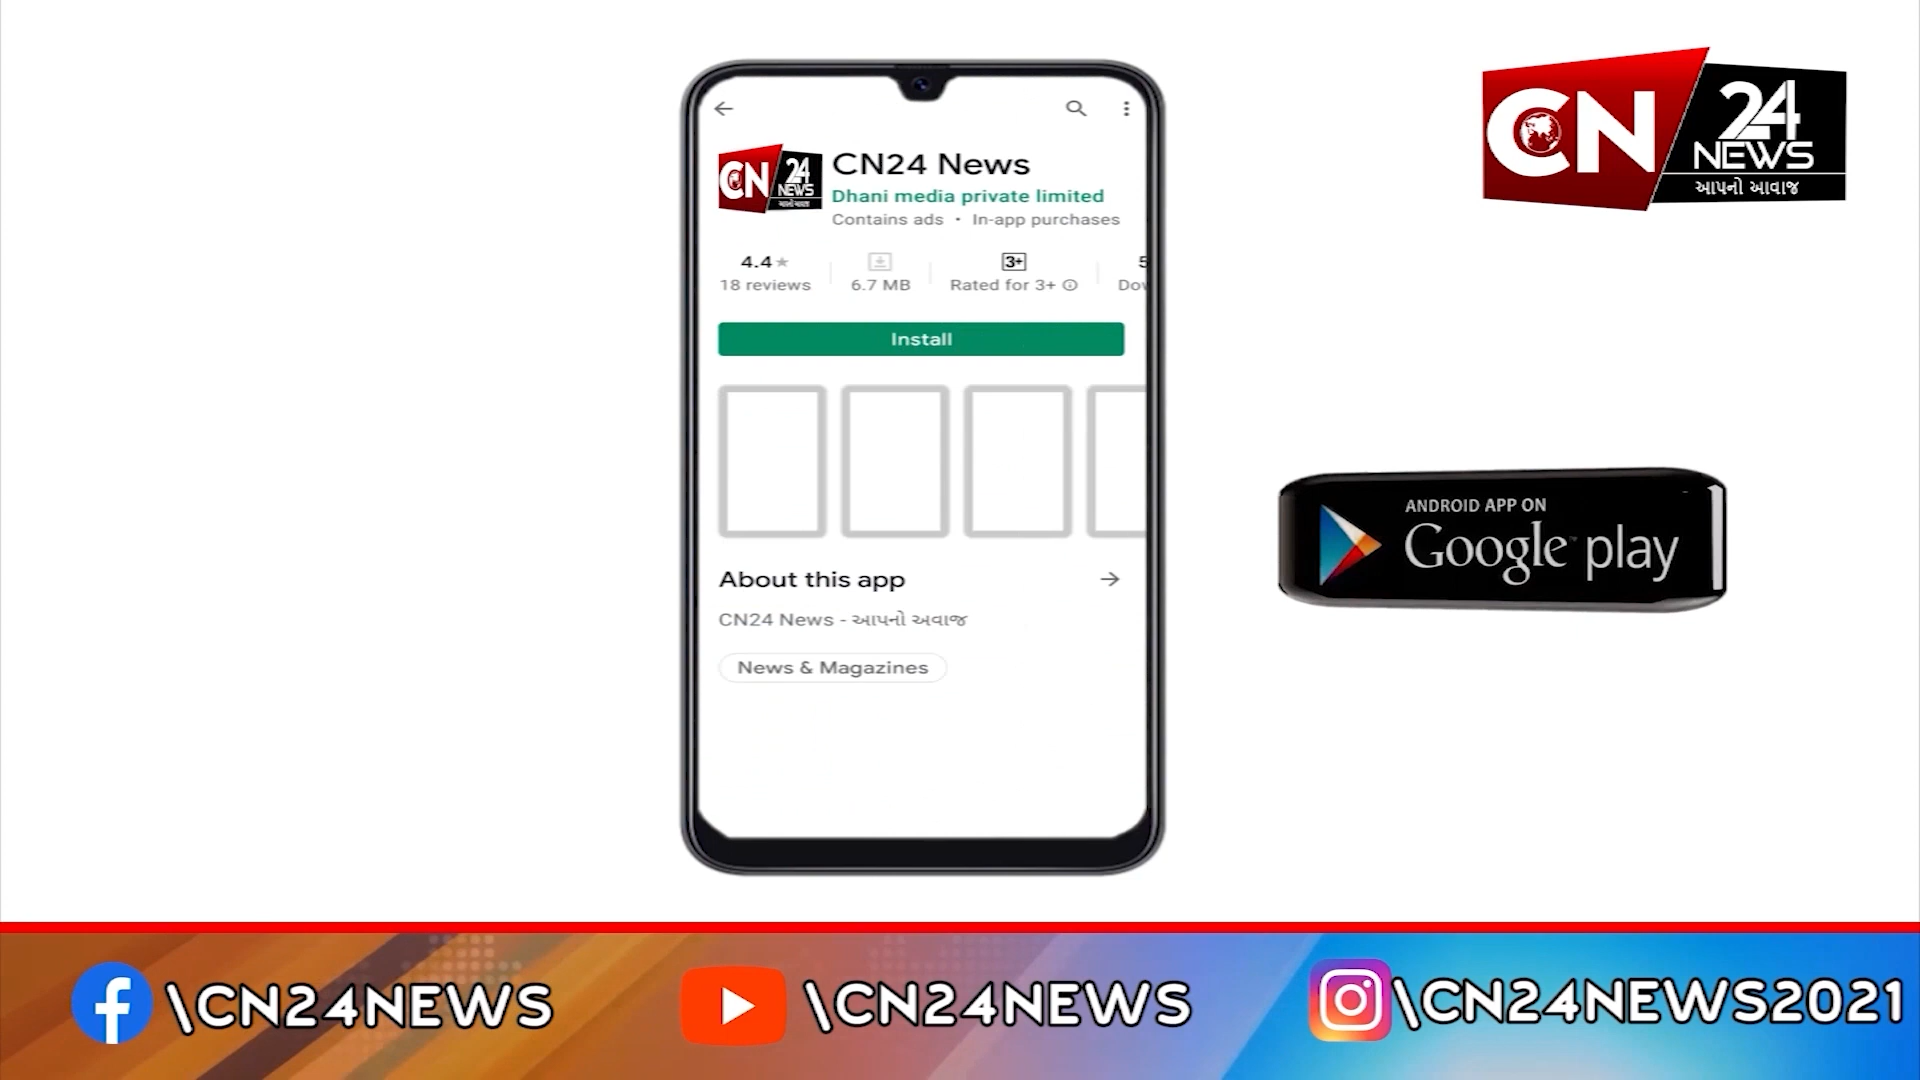 CN24 News
Dhani media private limited
Contains ads • In-app purchases
4.4★
18 reviews
6.7 MB
3+
Rated for 3+
Install
About this app
CN24 News - આપનો અવાજ
News & Magazines
CN 24 NEWS
આપનો આવાજ
ANDROID APP ON
Google play
\CN24NEWS
\CN24NEWS
\CN24NEWS2021